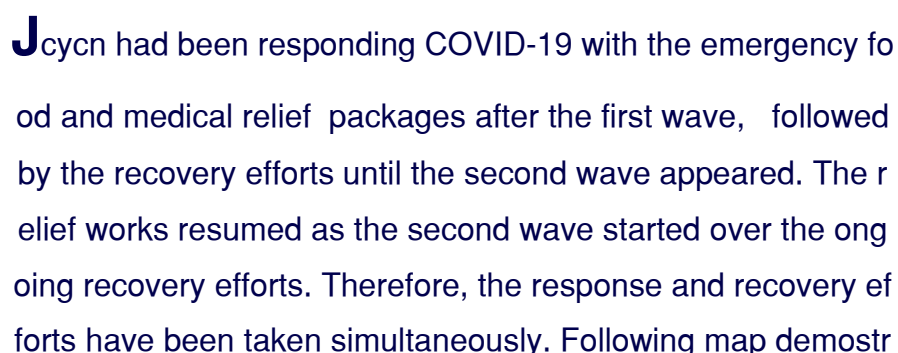 Jcycn had been responding COVID-19 with the emergency fo
od and medical relief  packages after the first wave,   followed
by the recovery efforts until the second wave appeared. The r
elief works resumed as the second wave started over the ong
oing recovery efforts. Therefore, the response and recovery ef
forts have been taken simultaneously. Following map demostr